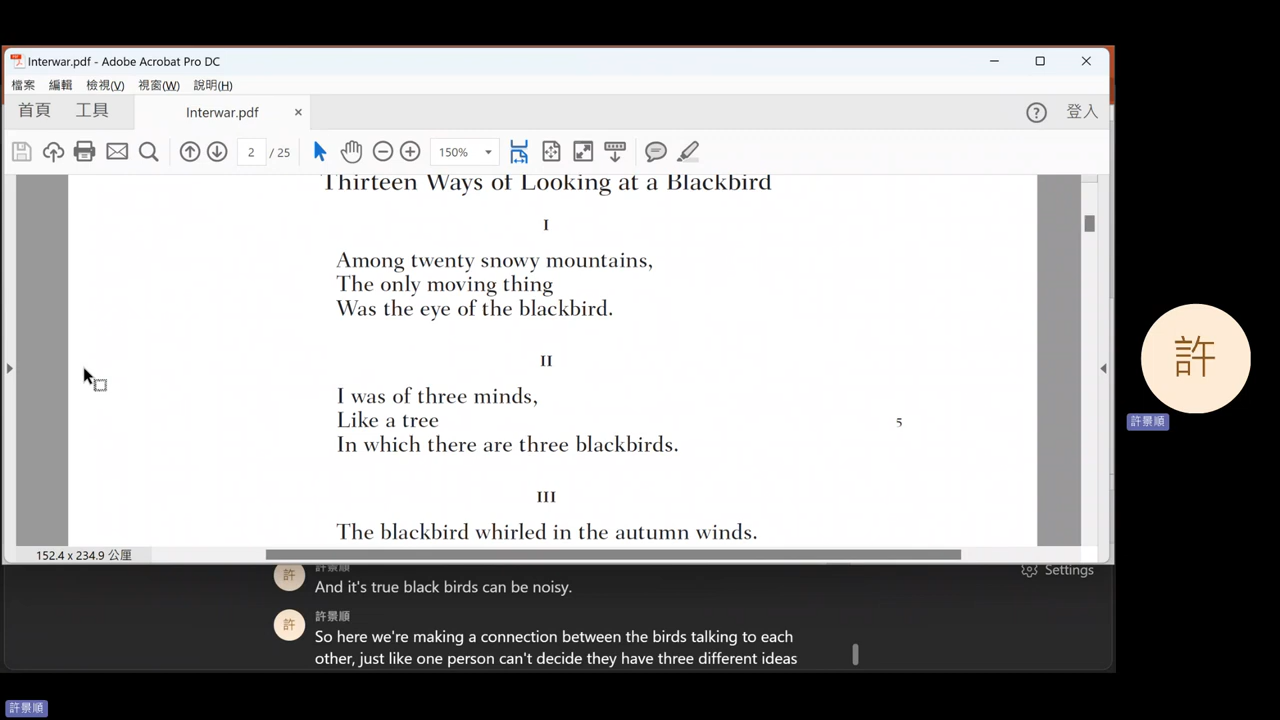 Interwar.pdf - Adobe Acrobat Pro DC
檔案 編輯 檢視(V) 視窗(W) 說明(H)
首頁 工具 Interwar.pdf × ? 登入
2 / 25 150%
Thirteen Ways of Looking at a Blackbird
I
Among twenty snowy mountains,
The only moving thing
Was the eye of the blackbird.
II
I was of three minds,
Like a tree
5
In which there are three blackbirds.
III
The blackbird whirled in the autumn winds.
152.4 x 234.9 公厘
許
許景順
許 許景順
And it's true black birds can be noisy.
Settings
許 許景順
So here we're making a connection between the birds talking to each
other, just like one person can't decide they have three different ideas
許景順